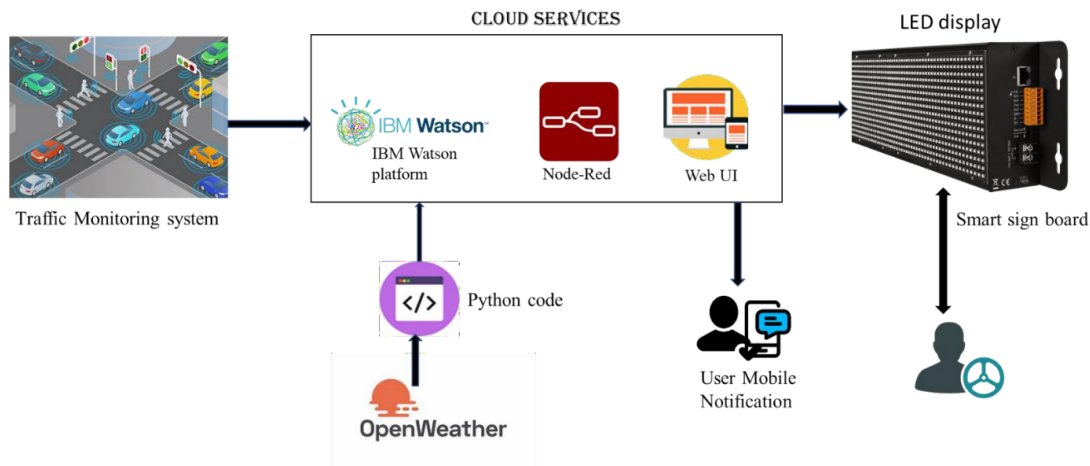 CLOUD SERVICES
LED display
IBM Watson™
IBM Watson
platform
Node-Red
Web UI
Traffic Monitoring system
Smart sign board
</>
Python code
OpenWeather
User Mobile
Notification